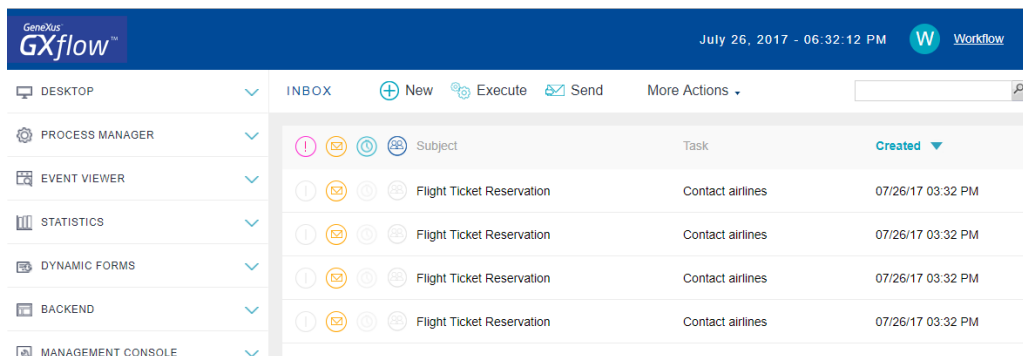 GeneXus™
GXflow™
July 26, 2017 - 06:32:12 PM W Workflow
DESKTOP
PROCESS MANAGER
EVENT VIEWER
STATISTICS
DYNAMIC FORMS
BACKEND
MANAGEMENT CONSOLE
INBOX New Execute Send More Actions
Subject Task Created
Flight Ticket Reservation Contact airlines 07/26/17 03:32 PM
Flight Ticket Reservation Contact airlines 07/26/17 03:32 PM
Flight Ticket Reservation Contact airlines 07/26/17 03:32 PM
Flight Ticket Reservation Contact airlines 07/26/17 03:32 PM